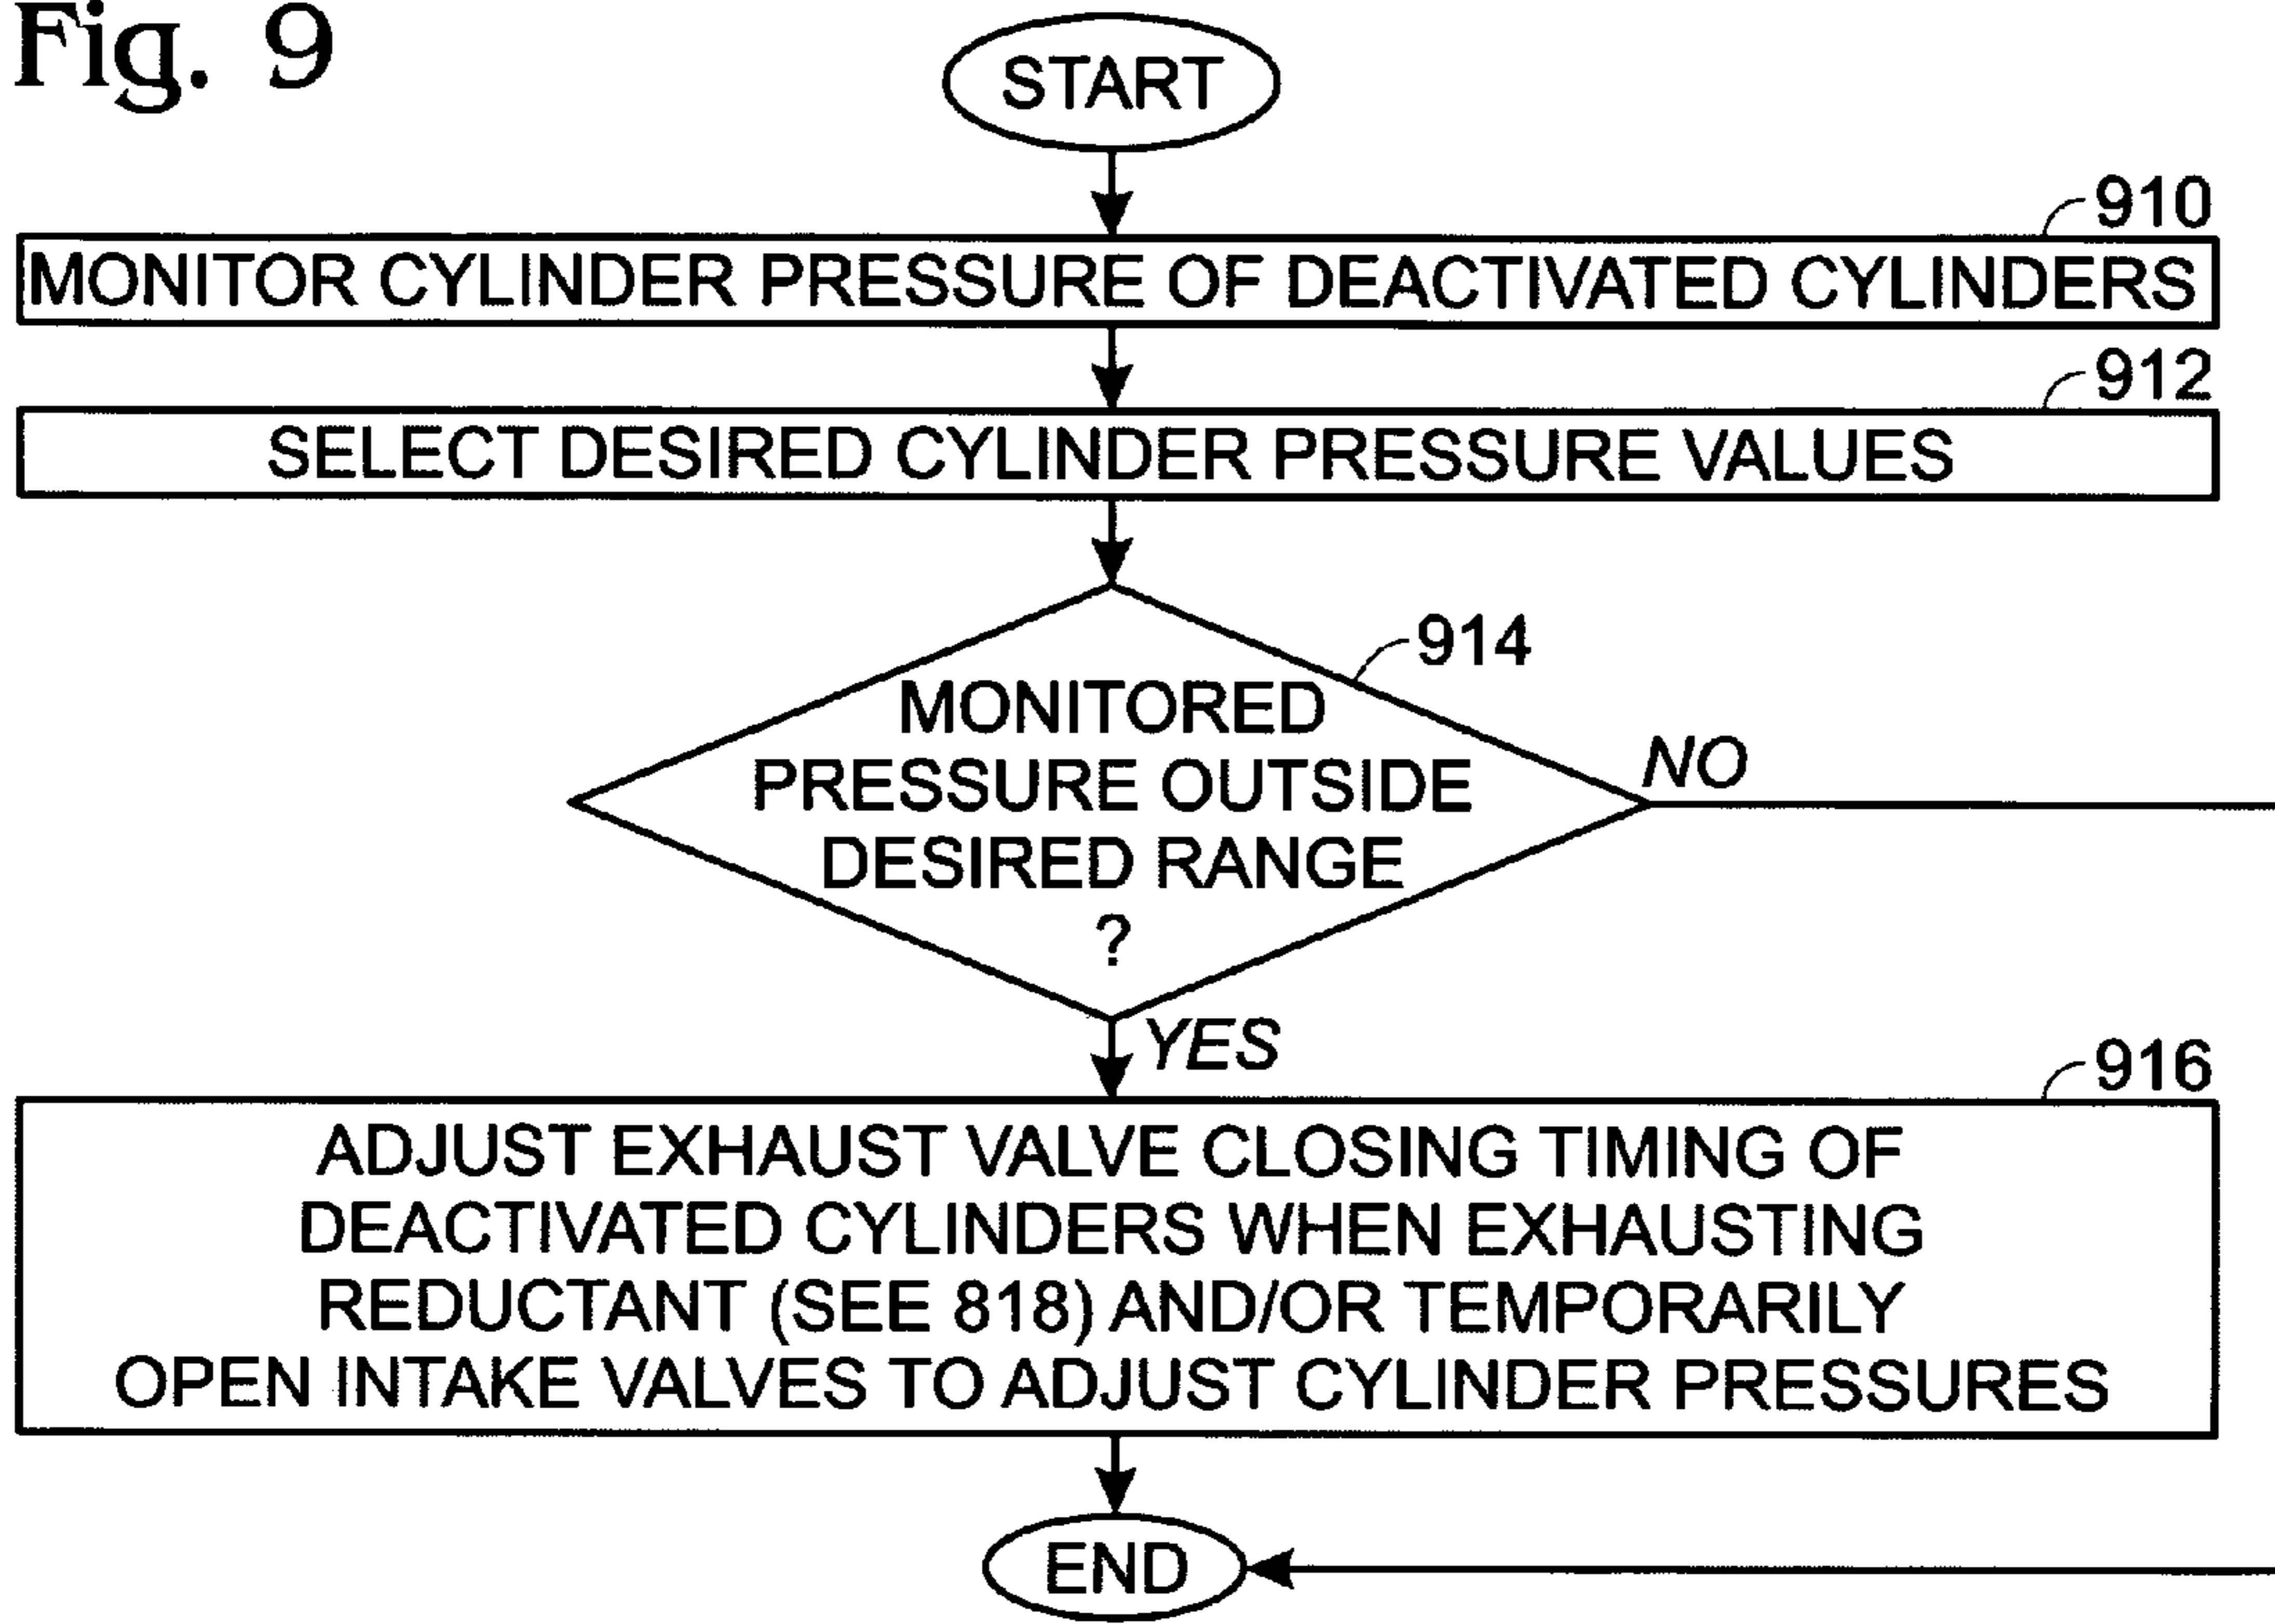 Fig. 9
START
910
MONITOR CYLINDER PRESSURE OF DEACTIVATED CYLINDERS
912
SELECT DESIRED CYLINDER PRESSURE VALUES
914
MONITORED
PRESSURE OUTSIDE
DESIRED RANGE
?
NO
YES
916
ADJUST EXHAUST VALVE CLOSING TIMING OF
DEACTIVATED CYLINDERS WHEN EXHAUSTING
REDUCTANT (SEE 818) AND/OR TEMPORARILY
OPEN INTAKE VALVES TO ADJUST CYLINDER PRESSURES
END